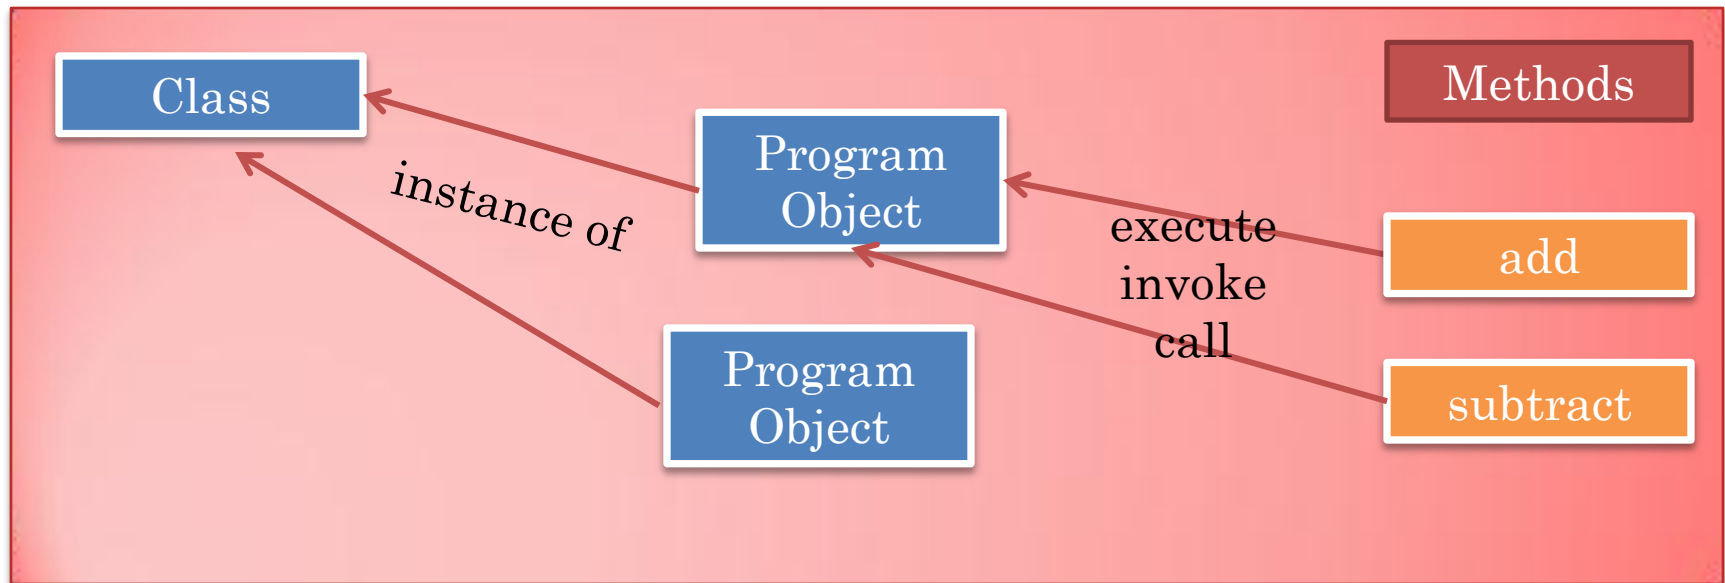 Class
instance of
Program
Object
Program
Object
execute
invoke
call
Methods
add
subtract